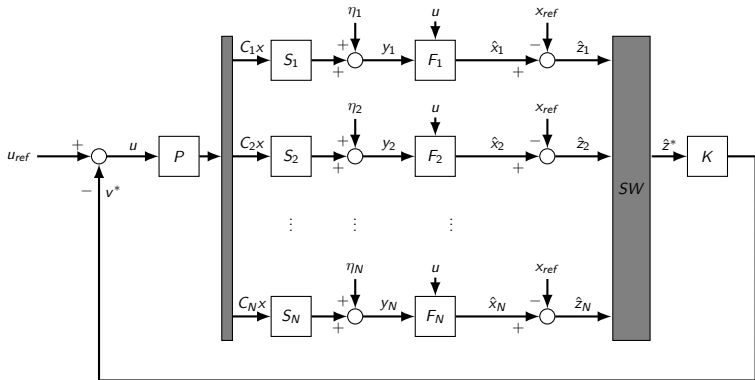 η₁ u x_ref
C₁x S₁ + + y₁ F₁ x̂₁ + − ẑ₁
η₂ u x_ref
u_ref + − u P C₂x S₂ + + y₂ F₂ x̂₂ + − ẑ₂ SW ẑ* K
v*
⋮ ⋮ ⋮
η_N u x_ref
C_Nx S_N + + y_N F_N x̂_N + − ẑ_N